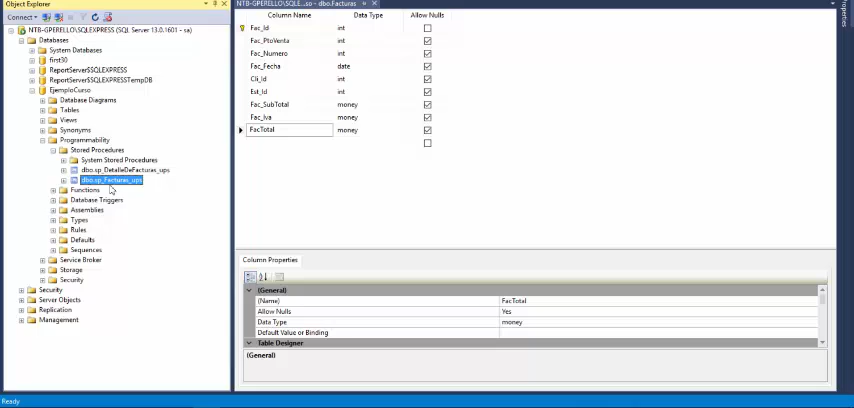 Object Explorer
Connect
NTB-GPERELLO\SQLEXPRESS (SQL Server 13.0.1601 - sa)
Databases
System Databases
first30
ReportServer$SQLEXPRESS
ReportServer$SQLEXPRESSTempDB
EjemploCurso
Database Diagrams
Tables
Views
Synonyms
Programmability
Stored Procedures
System Stored Procedures
dbo.sp_DetalleDeFacturas_ups
dbo.sp_Facturas_ups
Functions
Database Triggers
Assemblies
Types
Rules
Defaults
Sequences
Service Broker
Storage
Security
Security
Server Objects
Replication
Management
NTB-GPERELLO\SQLE...so - dbo.Facturas
Column Name Data Type Allow Nulls
Fac_Id int
Fac_PtoVenta int
Fac_Numero int
Fac_Fecha date
Cli_Id int
Est_Id int
Fac_SubTotal money
Fac_Iva money
FacTotal money
Column Properties
(General)
(Name) FacTotal
Allow Nulls Yes
Data Type money
Default Value or Binding
Table Designer
(General)
Properties
Ready